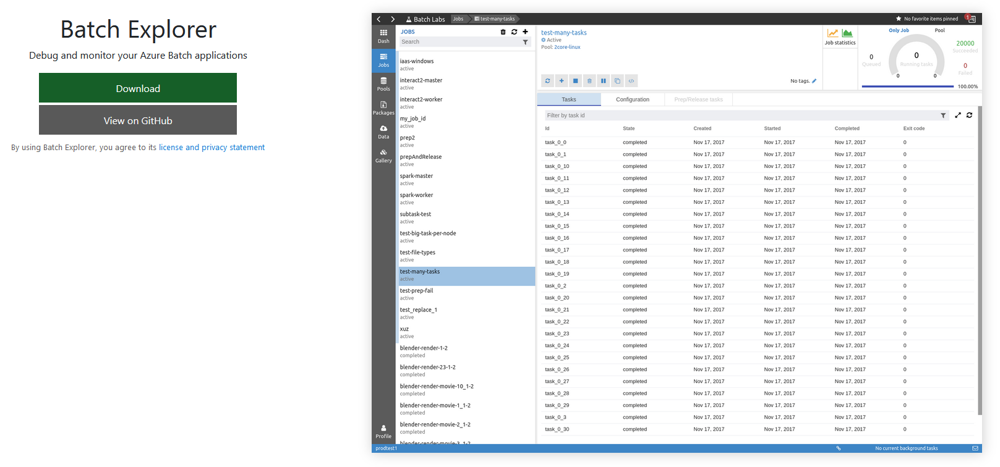 Batch Explorer
Debug and monitor your Azure Batch applications
Download
View on GitHub
By using Batch Explorer, you agree to its license and privacy statement
Batch Labs Jobs test-many-tasks No favorite items pinned 1
Dash
Jobs
Pools
Packages
Data
Gallery
Profile
JOBS
Search
iaas-windows
active
interact2-master
active
interact2-worker
active
my_job_id
active
prep2
active
prepAndRelease
active
spark-master
active
spark-worker
active
subtask-test
active
test-big-task-per-node
active
test-file-types
active
test-many-tasks
active
test-prep-fail
active
test_replace_1
active
xuz
active
blender-render-1-2
completed
blender-render-23-1-2
completed
blender-render-movie-10_1-2
completed
blender-render-movie-1_1-2
completed
blender-render-movie-2_1-2
completed
blender-render-movie-3_1-2
test-many-tasks
Active
Pool: 2core-linux
No tags.
Job statistics
Only Job Pool
0
Queued
0
Running tasks
0 0
20000
Succeeded
0
Failed
100.00%
Tasks Configuration Prep/Release tasks
Filter by task id
Id State Created Started Completed Exit code
task_0_0 completed Nov 17, 2017 Nov 17, 2017 Nov 17, 2017 0
task_0_1 completed Nov 17, 2017 Nov 17, 2017 Nov 17, 2017 0
task_0_10 completed Nov 17, 2017 Nov 17, 2017 Nov 17, 2017 0
task_0_11 completed Nov 17, 2017 Nov 17, 2017 Nov 17, 2017 0
task_0_12 completed Nov 17, 2017 Nov 17, 2017 Nov 17, 2017 0
task_0_13 completed Nov 17, 2017 Nov 17, 2017 Nov 17, 2017 0
task_0_14 completed Nov 17, 2017 Nov 17, 2017 Nov 17, 2017 0
task_0_15 completed Nov 17, 2017 Nov 17, 2017 Nov 17, 2017 0
task_0_16 completed Nov 17, 2017 Nov 17, 2017 Nov 17, 2017 0
task_0_17 completed Nov 17, 2017 Nov 17, 2017 Nov 17, 2017 0
task_0_18 completed Nov 17, 2017 Nov 17, 2017 Nov 17, 2017 0
task_0_19 completed Nov 17, 2017 Nov 17, 2017 Nov 17, 2017 0
task_0_2 completed Nov 17, 2017 Nov 17, 2017 Nov 17, 2017 0
task_0_20 completed Nov 17, 2017 Nov 17, 2017 Nov 17, 2017 0
task_0_21 completed Nov 17, 2017 Nov 17, 2017 Nov 17, 2017 0
task_0_22 completed Nov 17, 2017 Nov 17, 2017 Nov 17, 2017 0
task_0_23 completed Nov 17, 2017 Nov 17, 2017 Nov 17, 2017 0
task_0_24 completed Nov 17, 2017 Nov 17, 2017 Nov 17, 2017 0
task_0_25 completed Nov 17, 2017 Nov 17, 2017 Nov 17, 2017 0
task_0_26 completed Nov 17, 2017 Nov 17, 2017 Nov 17, 2017 0
task_0_27 completed Nov 17, 2017 Nov 17, 2017 Nov 17, 2017 0
task_0_28 completed Nov 17, 2017 Nov 17, 2017 Nov 17, 2017 0
task_0_29 completed Nov 17, 2017 Nov 17, 2017 Nov 17, 2017 0
task_0_3 completed Nov 17, 2017 Nov 17, 2017 Nov 17, 2017 0
task_0_30 completed Nov 17, 2017 Nov 17, 2017 Nov 17, 2017 0
prodtest1 No current background tasks